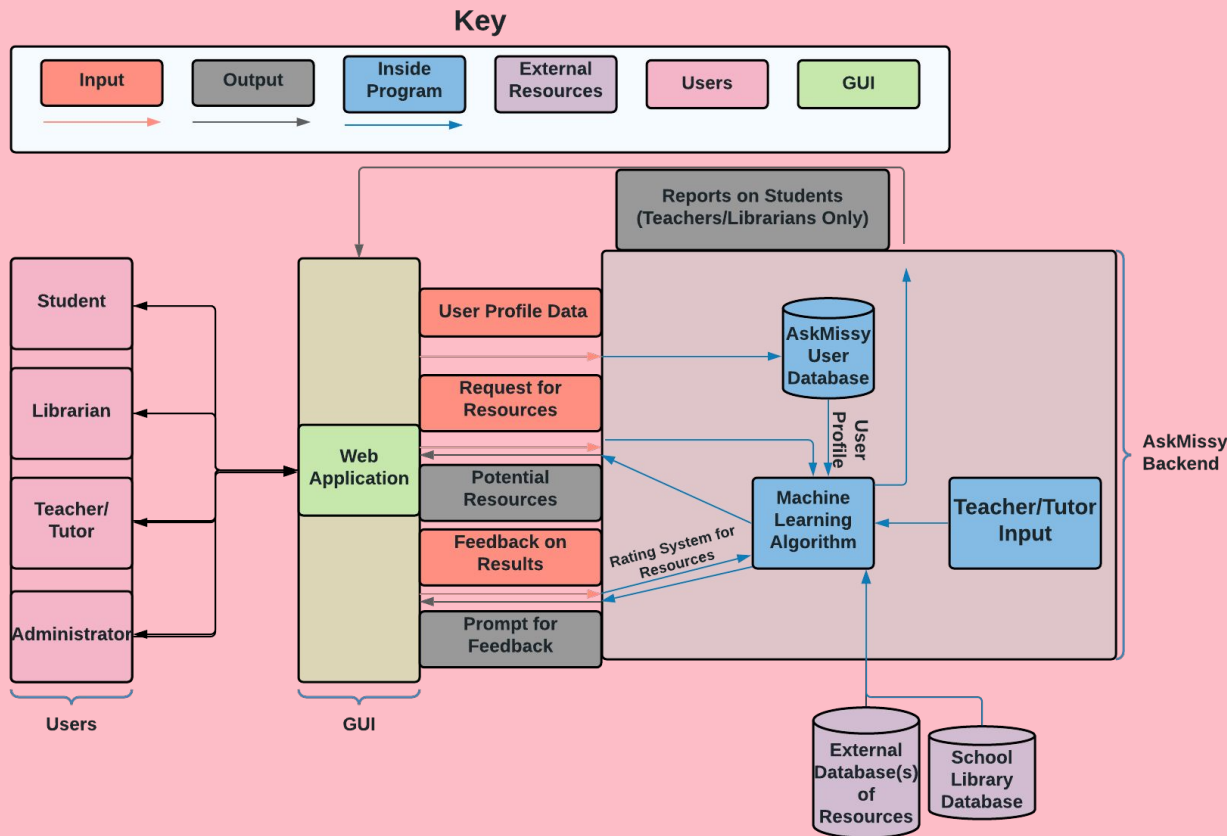 Key
Input
Output
Inside
Program
External
Resources
Users
GUI
Reports on Students
(Teachers/Librarians Only)
Student
Librarian
Teacher/
Tutor
Administrator
Users
Web
Application
GUI
User Profile Data
Request for
Resources
Potential
Resources
Feedback on
Results
Prompt for
Feedback
AskMissy
User
Database
User
Profile
Rating System for
Resources
Machine
Learning
Algorithm
Teacher/Tutor
Input
AskMissy
Backend
External
Database(s)
of
Resources
School
Library
Database